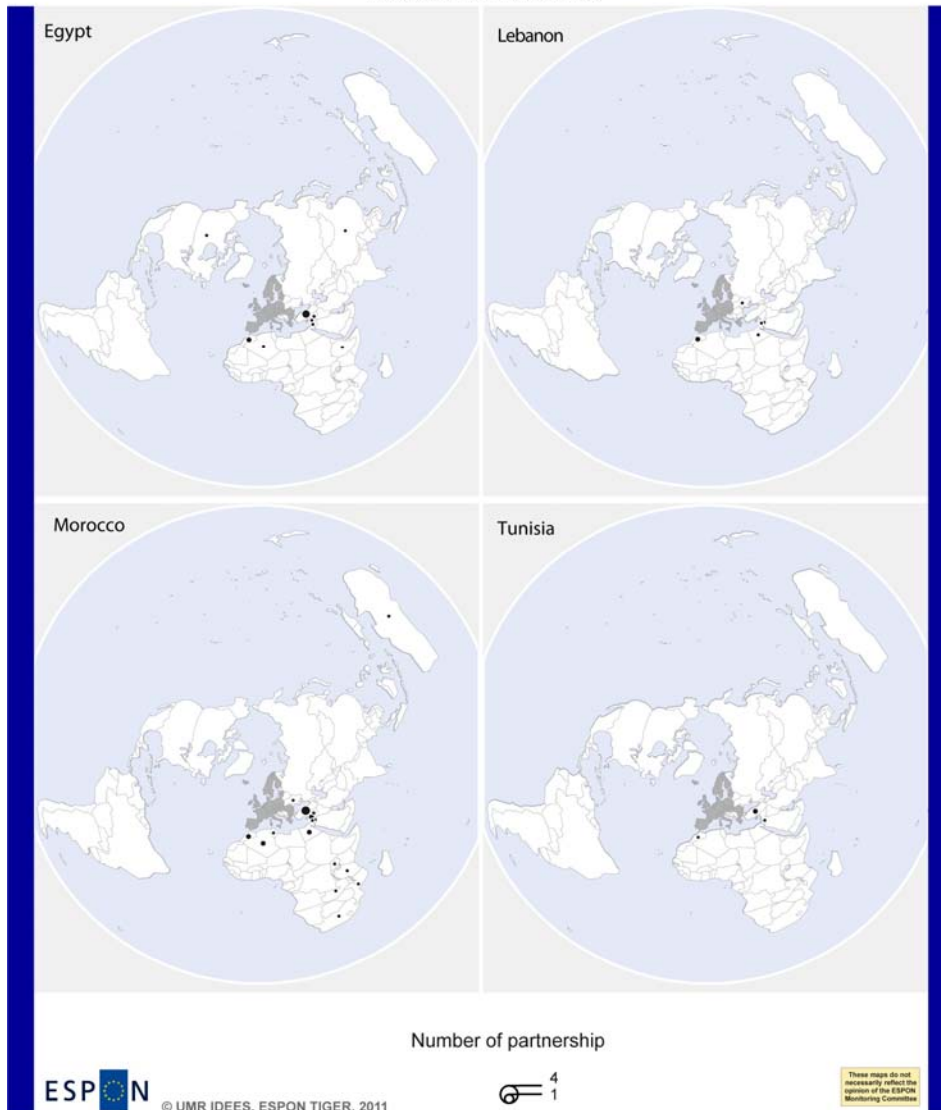 Egypt
Lebanon
Morocco
Tunisia
Number of partnership
4
1
ESPON
© UMR IDEES, ESPON TIGER, 2011
These maps do not
necessarily reflect the
opinion of the ESPON
Monitoring Committee